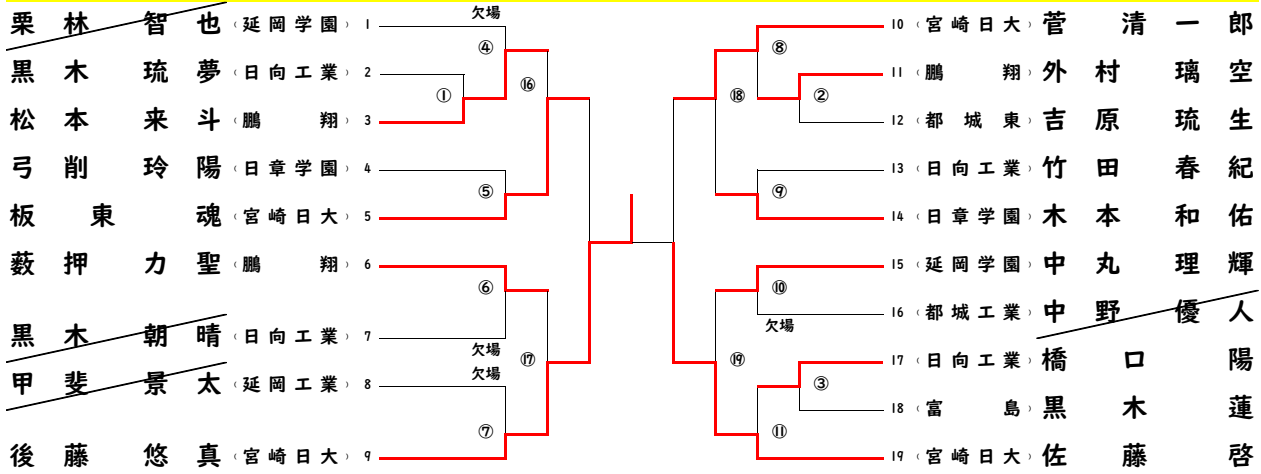 栗林智也（延岡学園）1
欠場
④
黒木琉夢（日向工業）2
①
⑯
松本来斗（鵬翔）3
弓削玲陽（日章学園）4
⑤
板東魂（宮崎日大）5
薮押力聖（鵬翔）6
⑥
黒木朝晴（日向工業）7
欠場
⑰
甲斐景太（延岡工業）8
欠場
⑦
後藤悠真（宮崎日大）9
10（宮崎日大）菅清一郎
⑧
11（鵬翔）外村璃空
⑱
②
12（都城東）吉原琉生
13（日向工業）竹田春紀
⑨
14（日章学園）木本和佑
15（延岡学園）中丸理輝
⑩
16（都城工業）中野優人
欠場
⑲
17（日向工業）橋口陽
③
18（富島）黒木蓮
⑪
19（宮崎日大）佐藤啓